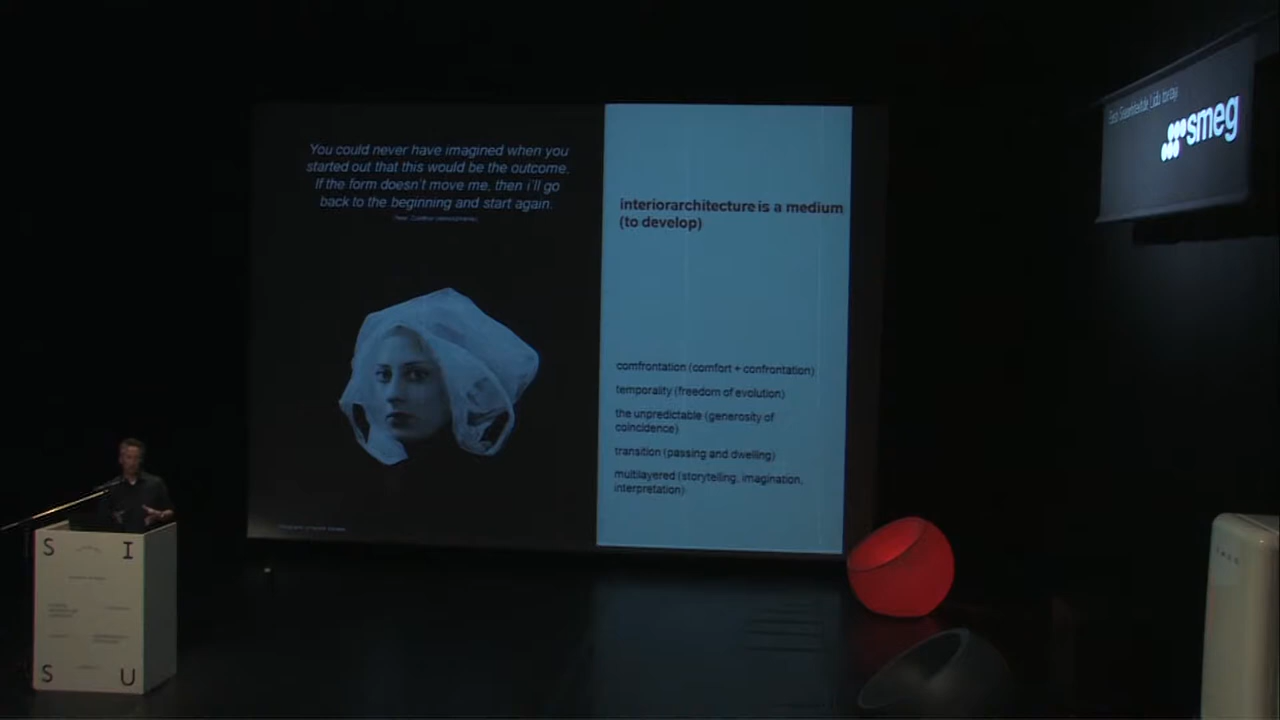 You could never have imagined when you
started out that this would be the outcome.
If the form doesn't move me, then i'll go
back to the beginning and start again.
interiorarchitecture is a medium
(to develop)
comfrontation (comfort + confrontation)
temporality (freedom of evolution)
the unpredictable (generosity of
coincidence)
transition (passing and dwelling)
multilayered (storytelling, imagination,
interpretation)
smeg
S I
S U
smeg